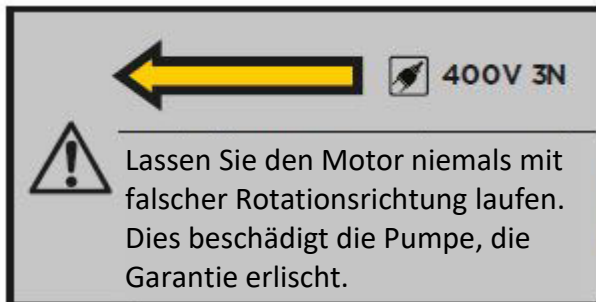 400V 3N
Lassen Sie den Motor niemals mit
falscher Rotationsrichtung laufen.
Dies beschädigt die Pumpe, die
Garantie erlischt.